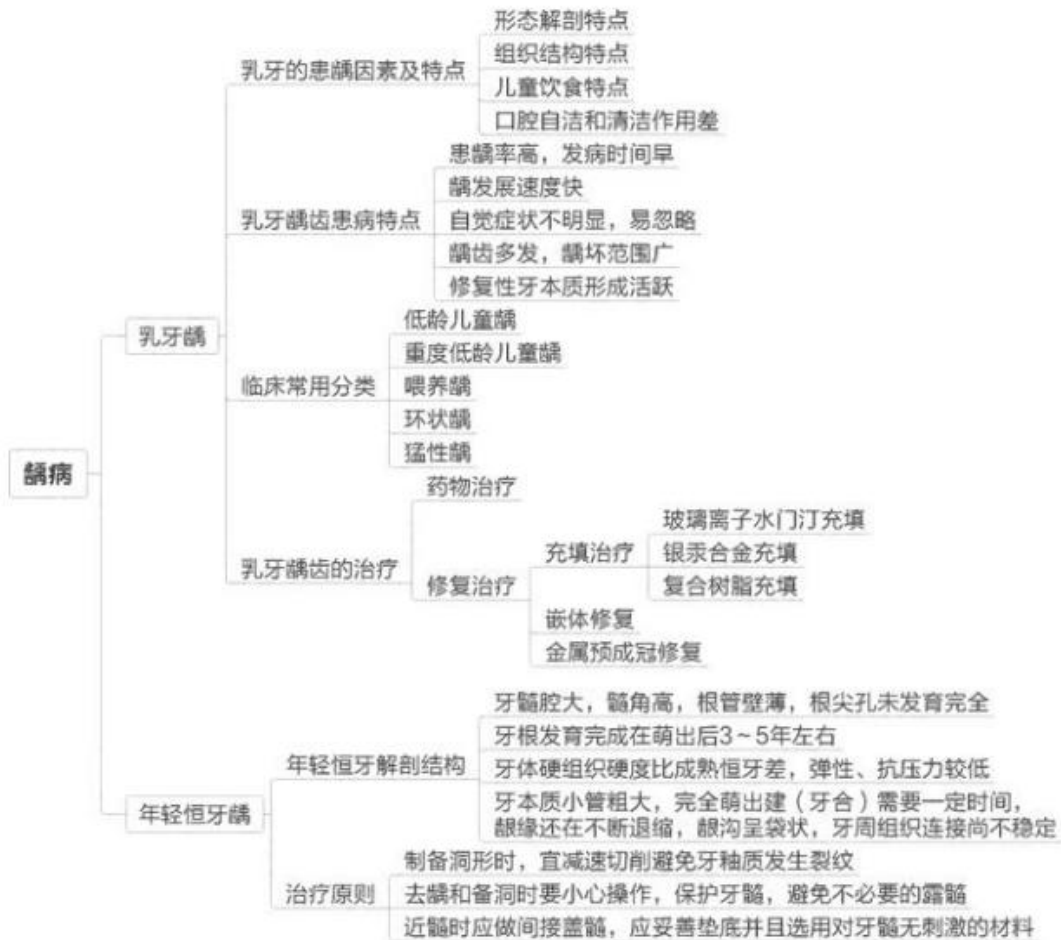 形态解剖特点
组织结构特点
乳牙的患龋因素及特点
儿童饮食特点
口腔自洁和清洁作用差
患龋率高，发病时间早
龋发展速度快
乳牙龋齿患病特点
自觉症状不明显，易忽略
龋齿多发，龋坏范围广
修复性牙本质形成活跃
乳牙龋
低龄儿童龋
重度低龄儿童龋
临床常用分类
喂养龋
环状龋
猛性龋
龋病
药物治疗
玻璃离子水门汀充填
充填治疗
银汞合金充填
乳牙龋齿的治疗
修复治疗
复合树脂充填
嵌体修复
金属预成冠修复
牙髓腔大，髓角高，根管壁薄，根尖孔未发育完全
牙根发育完成在萌出后3～5年左右
年轻恒牙解剖结构
牙体硬组织硬度比成熟恒牙差，弹性、抗压力较低
牙本质小管粗大，完全萌出建（牙合）需要一定时间，
龈缘还在不断退缩，龈沟呈袋状，牙周组织连接尚不稳定
年轻恒牙龋
制备洞形时，宜减速切削避免牙釉质发生裂纹
治疗原则
去龋和备洞时要小心操作，保护牙髓，避免不必要的露髓
近髓时应做间接盖髓，应妥善垫底并且选用对牙髓无刺激的材料